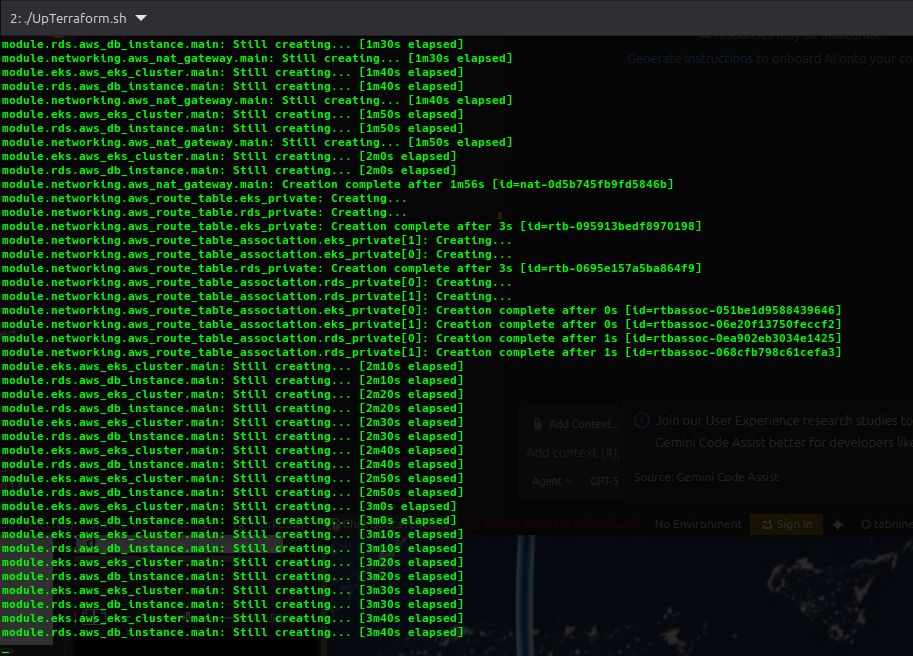 2: ./UpTerraform.sh
module.rds.aws_db_instance.main: Still creating... [1m30s elapsed]
module.networking.aws_nat_gateway.main: Still creating... [1m30s elapsed]
module.eks.aws_eks_cluster.main: Still creating... [1m40s elapsed]
module.rds.aws_db_instance.main: Still creating... [1m40s elapsed]
module.networking.aws_nat_gateway.main: Still creating... [1m40s elapsed]
module.eks.aws_eks_cluster.main: Still creating... [1m50s elapsed]
module.rds.aws_db_instance.main: Still creating... [1m50s elapsed]
module.networking.aws_nat_gateway.main: Still creating... [1m50s elapsed]
module.eks.aws_eks_cluster.main: Still creating... [2m0s elapsed]
module.rds.aws_db_instance.main: Still creating... [2m0s elapsed]
module.networking.aws_nat_gateway.main: Creation complete after 1m56s [id=nat-0d5b745fb9fd5846b]
module.networking.aws_route_table.eks_private: Creating...
module.networking.aws_route_table.rds_private: Creating...
module.networking.aws_route_table.eks_private: Creation complete after 3s [id=rtb-095913bedf8970198]
module.networking.aws_route_table_association.eks_private[1]: Creating...
module.networking.aws_route_table_association.eks_private[0]: Creating...
module.networking.aws_route_table.rds_private: Creation complete after 3s [id=rtb-0695e157a5ba864f9]
module.networking.aws_route_table_association.rds_private[0]: Creating...
module.networking.aws_route_table_association.rds_private[1]: Creating...
module.networking.aws_route_table_association.eks_private[0]: Creation complete after 0s [id=rtbassoc-051be1d9588439646]
module.networking.aws_route_table_association.eks_private[1]: Creation complete after 0s [id=rtbassoc-06e20f13750feccf2]
module.networking.aws_route_table_association.rds_private[0]: Creation complete after 1s [id=rtbassoc-0ea902eb3034e1425]
module.networking.aws_route_table_association.rds_private[1]: Creation complete after 1s [id=rtbassoc-068cfb798c61cefa3]
module.eks.aws_eks_cluster.main: Still creating... [2m10s elapsed]
module.rds.aws_db_instance.main: Still creating... [2m10s elapsed]
module.eks.aws_eks_cluster.main: Still creating... [2m20s elapsed]
module.rds.aws_db_instance.main: Still creating... [2m20s elapsed]
module.eks.aws_eks_cluster.main: Still creating... [2m30s elapsed]
module.rds.aws_db_instance.main: Still creating... [2m30s elapsed]
module.eks.aws_eks_cluster.main: Still creating... [2m40s elapsed]
module.rds.aws_db_instance.main: Still creating... [2m40s elapsed]
module.eks.aws_eks_cluster.main: Still creating... [2m50s elapsed]
module.rds.aws_db_instance.main: Still creating... [2m50s elapsed]
module.eks.aws_eks_cluster.main: Still creating... [3m0s elapsed]
module.rds.aws_db_instance.main: Still creating... [3m0s elapsed]
module.eks.aws_eks_cluster.main: Still creating... [3m10s elapsed]
module.rds.aws_db_instance.main: Still creating... [3m10s elapsed]
module.eks.aws_eks_cluster.main: Still creating... [3m20s elapsed]
module.rds.aws_db_instance.main: Still creating... [3m20s elapsed]
module.eks.aws_eks_cluster.main: Still creating... [3m30s elapsed]
module.rds.aws_db_instance.main: Still creating... [3m30s elapsed]
module.eks.aws_eks_cluster.main: Still creating... [3m40s elapsed]
module.rds.aws_db_instance.main: Still creating... [3m40s elapsed]
AI responses may be inaccurate.
Generate instructions to onboard AI onto your co
Add Context...
Add context (#),
Agent
GPT-5
Join our User Experience research studies to
Gemini Code Assist better for developers like
Source: Gemini Code Assist
Cursor Stats: No token found
No Environment
Sign In
tabnine